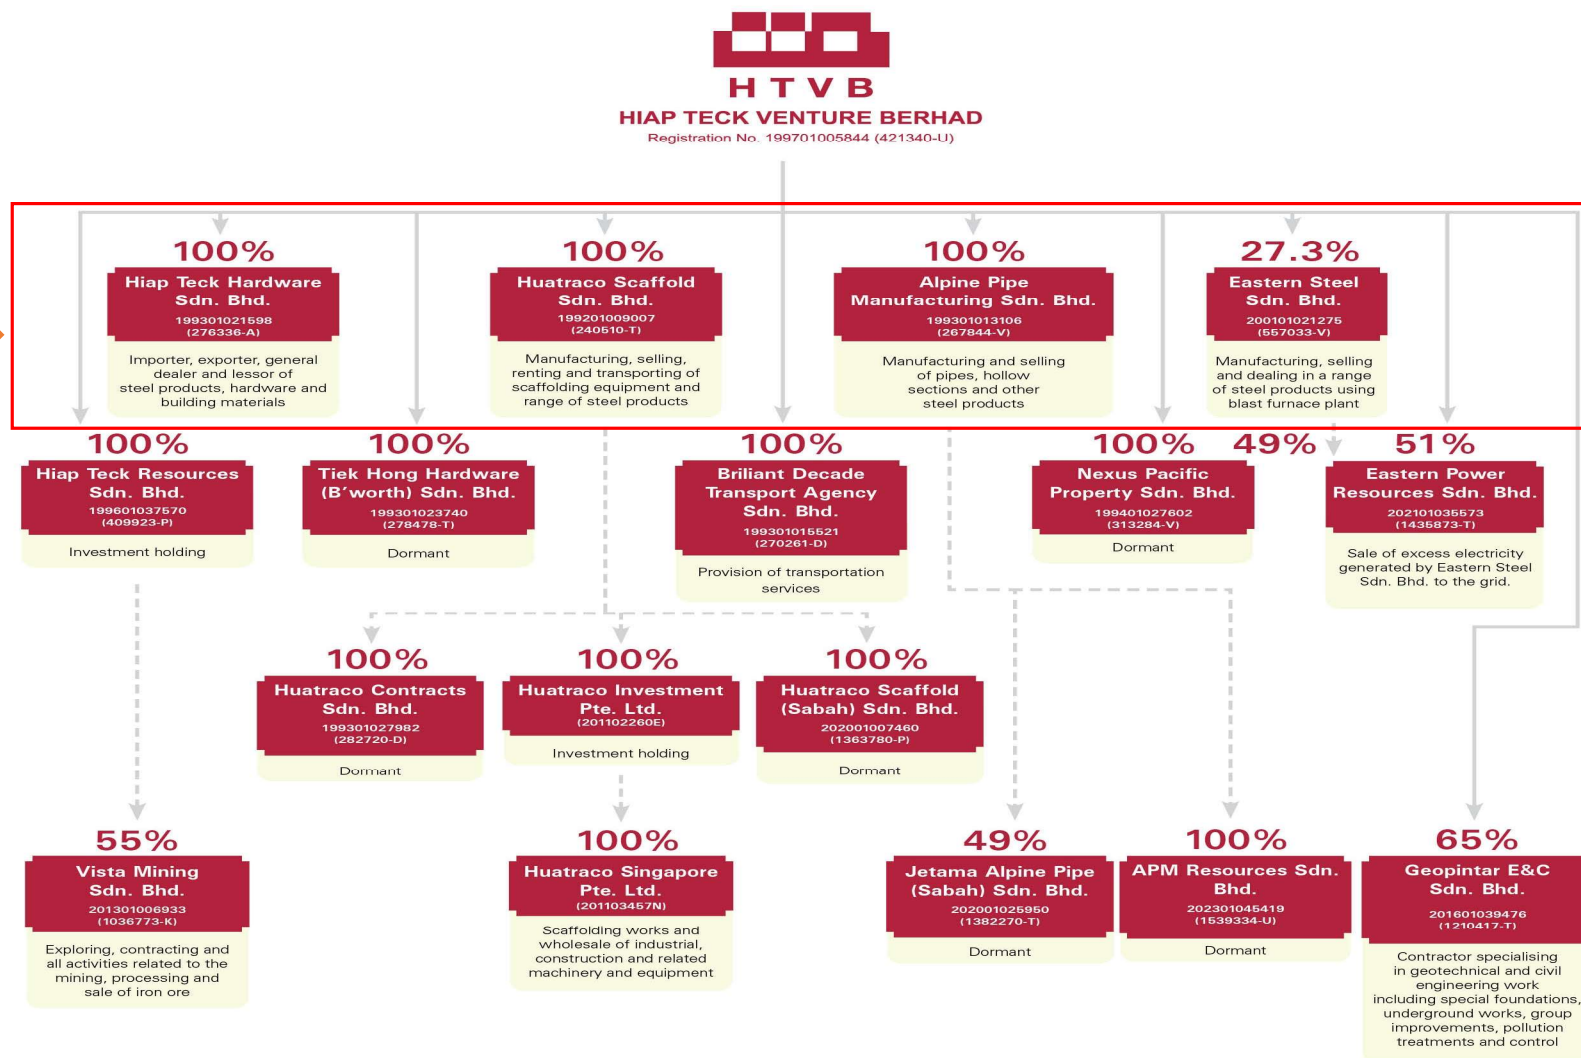 HTVB
HIAP TECK VENTURE BERHAD
Registration No. 199701005844 (421340-U)
100%
Hiap Teck Hardware
Sdn. Bhd.
199301021598
(276336-A)
Importer, exporter, general
dealer and lessor of
steel products, hardware and
building materials
100%
Huatraco Scaffold
Sdn. Bhd.
199201009007
(240510-T)
Manufacturing, selling,
renting and transporting of
scaffolding equipment and
range of steel products
100%
Alpine Pipe
Manufacturing Sdn. Bhd.
199301013106
(267844-V)
Manufacturing and selling
of pipes, hollow
sections and other
steel products
27.3%
Eastern Steel
Sdn. Bhd.
200101021275
(557033-V)
Manufacturing, selling
and dealing in a range
of steel products using
blast furnace plant
100%
Hiap Teck Resources
Sdn. Bhd.
199601037570
(409923-P)
Investment holding
100%
Tiek Hong Hardware
(B'worth) Sdn. Bhd.
199301023740
(278478-T)
Dormant
100%
Briliant Decade
Transport Agency
Sdn. Bhd.
199301015521
(270261-D)
Provision of transportation
services
100%
Nexus Pacific
Property Sdn. Bhd.
199401027602
(313284-V)
Dormant
49%
51%
Eastern Power
Resources Sdn. Bhd.
202101035573
(1435873-T)
Sale of excess electricity
generated by Eastern Steel
Sdn. Bhd. to the grid.
100%
Huatraco Contracts
Sdn. Bhd.
199301027982
(282720-D)
Dormant
100%
Huatraco Investment
Pte. Ltd.
(201102260E)
Investment holding
100%
Huatraco Scaffold
(Sabah) Sdn. Bhd.
202001007460
(1363780-P)
Dormant
55%
Vista Mining
Sdn. Bhd.
201301006933
(1036773-K)
Exploring, contracting and
all activities related to the
mining, processing and
sale of iron ore
100%
Huatraco Singapore
Pte. Ltd.
(201103457N)
Scaffolding works and
wholesale of industrial,
construction and related
machinery and equipment
49%
Jetama Alpine Pipe
(Sabah) Sdn. Bhd.
202001025950
(1382270-T)
Dormant
100%
APM Resources Sdn.
Bhd.
202301045419
(1539334-U)
Dormant
65%
Geopintar E&C
Sdn. Bhd.
201601039476
(1210417-T)
Contractor specialising
in geotechnical and civil
engineering work
including special foundations,
underground works, group
improvements, pollution
treatments and control